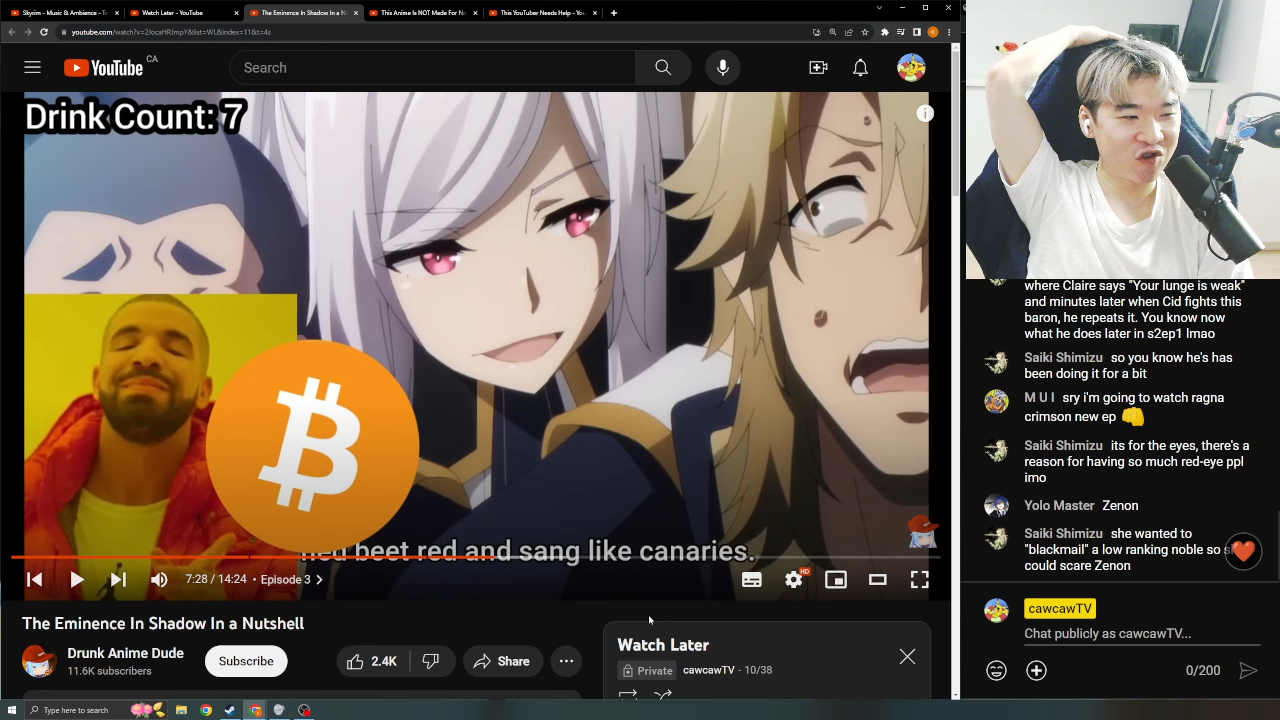 Skyrim - Music & Ambience - T
Watch Later - YouTube
The Eminence In Shadow In a N
This Anime Is NOT Made For No
This YouTuber Needs Help - You
youtube.com/watch?v=2JocaHRJmpY&list=WL&index=11&t=4s
YouTube CA
Search
Drink Count: 7
beet red and sang like canaries.
7:28 / 14:24 • Episode 3
HD
The Eminence In Shadow In a Nutshell
Drunk Anime Dude
11.6K subscribers
Subscribe
2.4K
Share
Watch Later
Private
cawcawTV - 10/38
where Claire says "Your lunge is weak"
and minutes later when Cid fights this
baron, he repeats it. You know now
what he does later in s2ep1 lmao
Saiki Shimizu so you know he's has
been doing it for a bit
M U I sry i'm going to watch ragna
crimson new ep
Saiki Shimizu its for the eyes, there's a
reason for having so much red-eye ppl
imo
Yolo Master Zenon
Saiki Shimizu she wanted to
"blackmail" a low ranking noble so
could scare Zenon
cawcawTV
Chat publicly as cawcawTV...
0/200
Type here to search